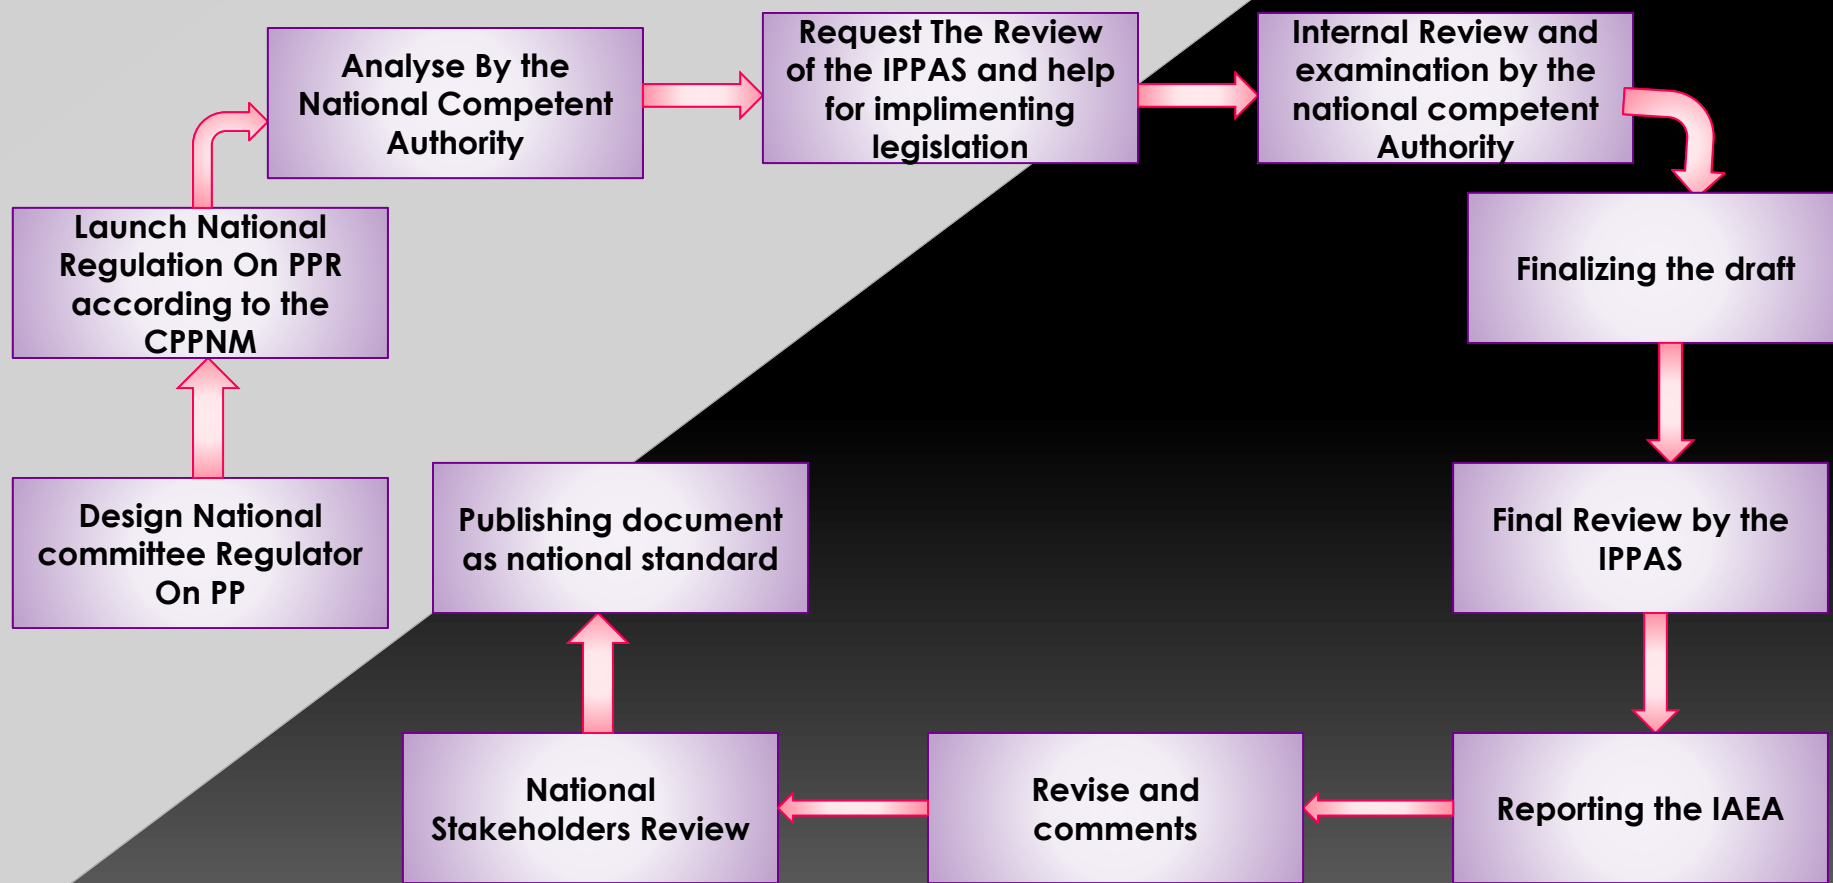 Design National
committee Regulator
On PP
Launch National
Regulation On PPR
according to the
CPPNM
Analyse By the
National Competent
Authority
Request The Review
of the IPPAS and help
for implimenting
legislation
Internal Review and
examination by the
national competent
Authority
Finalizing the draft
Final Review by the
IPPAS
Reporting the IAEA
Revise and
comments
National
Stakeholders Review
Publishing document
as national standard